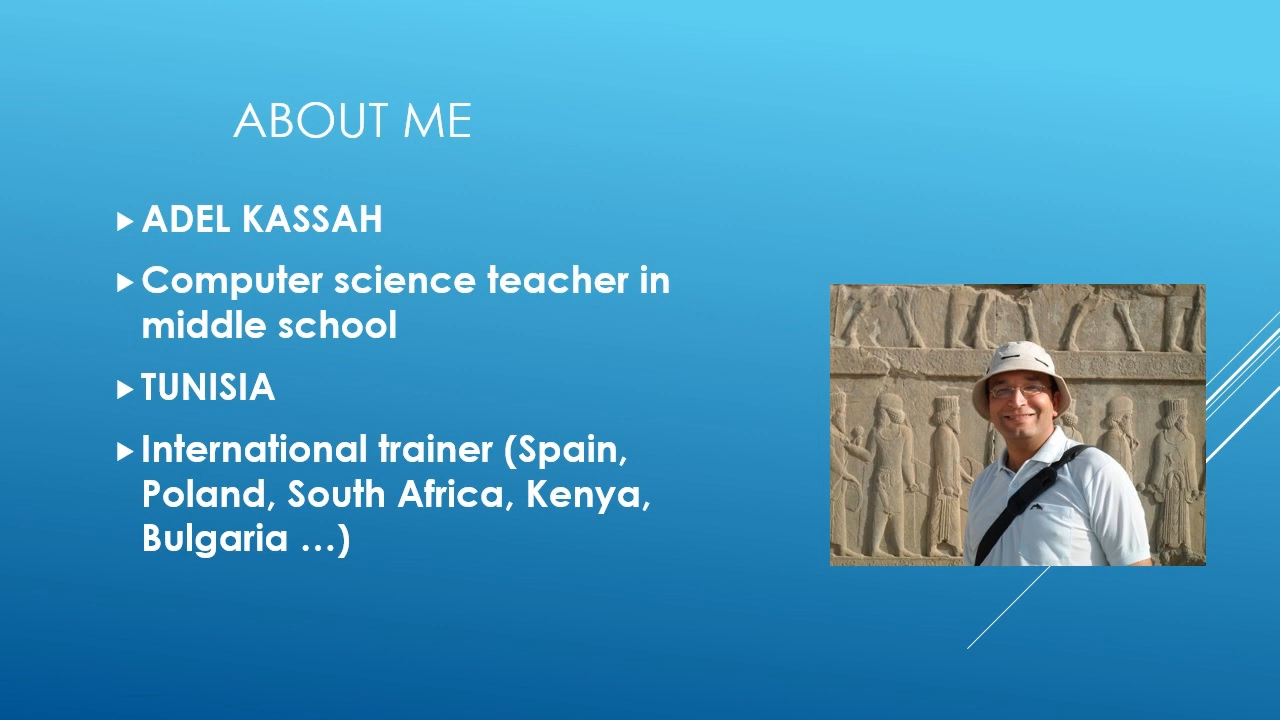 ABOUT ME
ADEL KASSAH
Computer science teacher in
middle school
TUNISIA
International trainer (Spain,
Poland, South Africa, Kenya,
Bulgaria …)